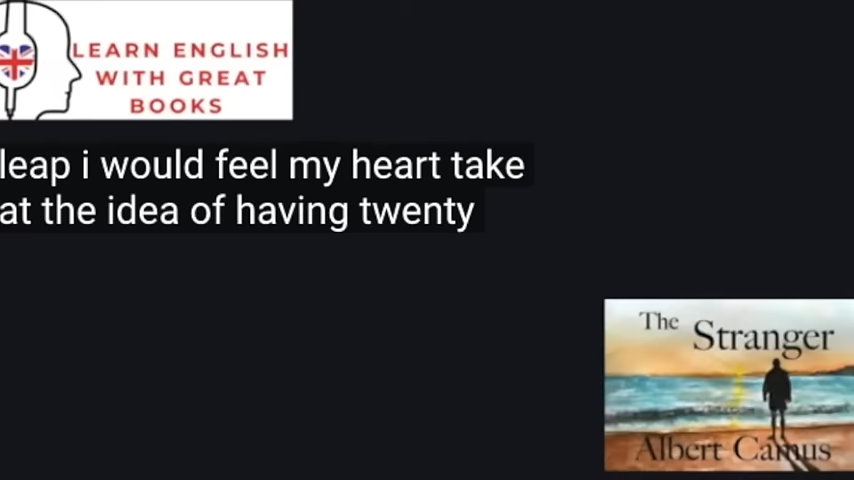 LEARN ENGLISH
WITH GREAT
BOOKS
leap i would feel my heart take
at the idea of having twenty
The Stranger
Albert Camus